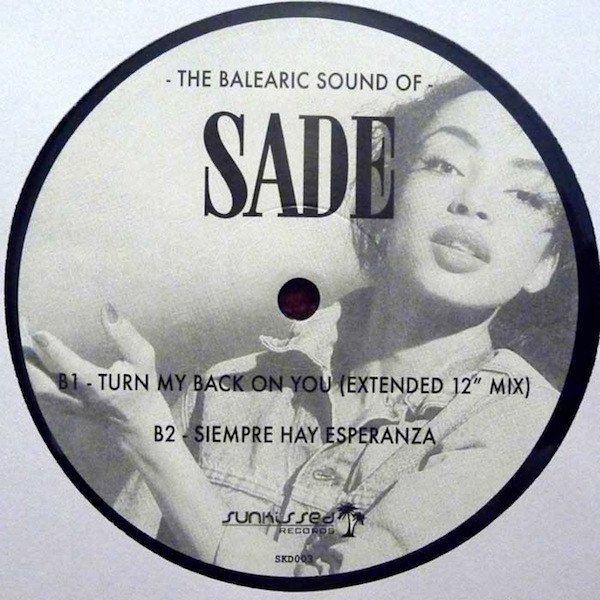 - THE BALEARIC SOUND OF -
SADE
B1 - TURN MY BACK ON YOU (EXTENDED 12” MIX)
B2 - SIEMPRE HAY ESPERANZA
sunkissed
RECORDS
SKD003